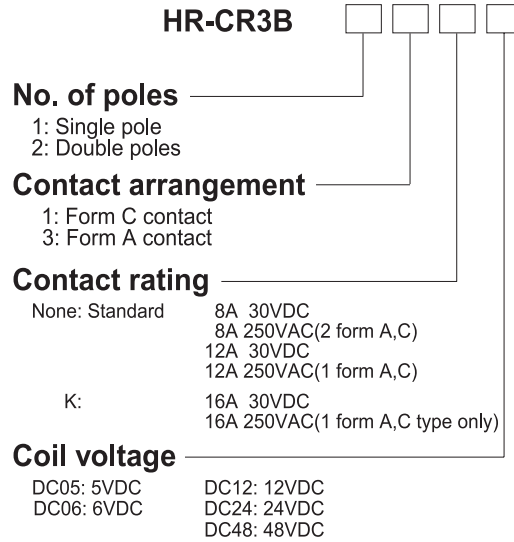 HR-CR3B
No. of poles
1: Single pole
2: Double poles
Contact arrangement
1: Form C contact
3: Form A contact
Contact rating
None: Standard 8A 30VDC
8A 250VAC(2 form A,C)
12A 30VDC
12A 250VAC(1 form A,C)
K: 16A 30VDC
16A 250VAC(1 form A,C type only)
Coil voltage
DC05: 5VDC DC12: 12VDC
DC06: 6VDC DC24: 24VDC
DC48: 48VDC